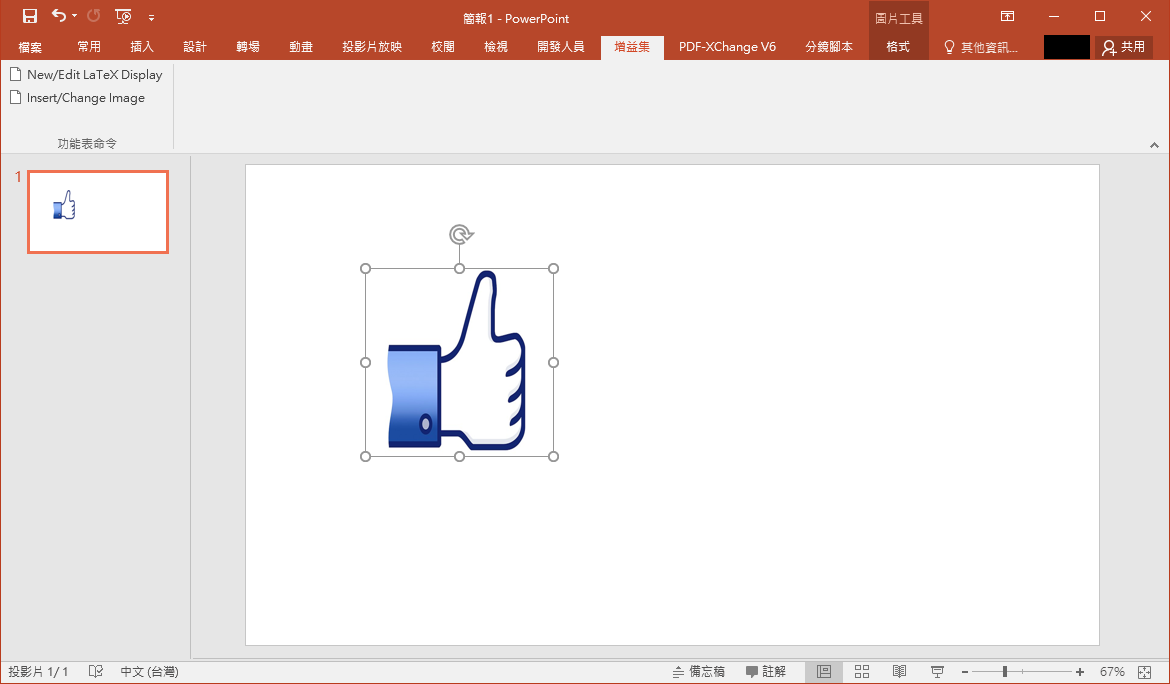 簡報1 - PowerPoint
圖片工具
檔案 常用 插入 設計 轉場 動畫 投影片放映 校閱 檢視 開發人員 增益集 PDF-XChange V6 分鏡腳本 格式 其他資訊... 共用
New/Edit LaTeX Display
Insert/Change Image
功能表命令
1
投影片 1/1 中文 (台灣) 備忘稿 註解 67%